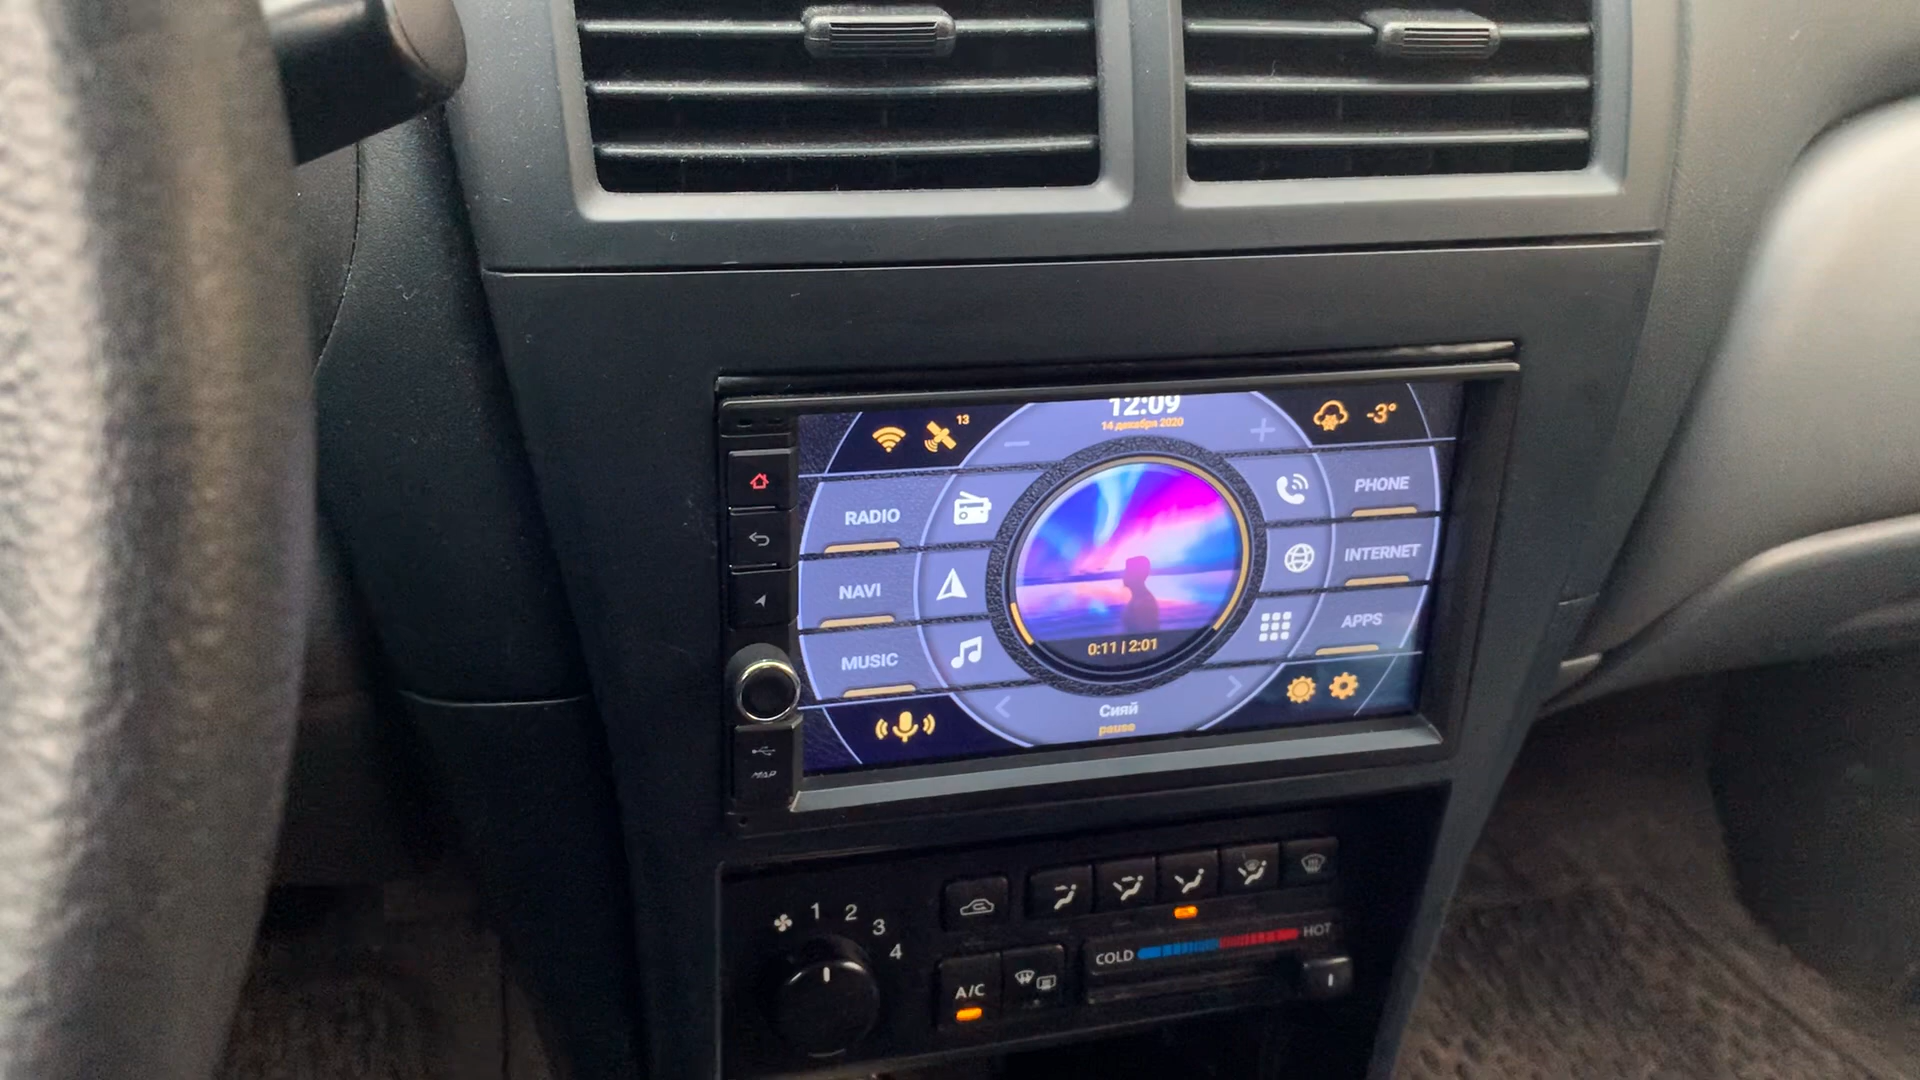 12:09
14 декабря 2020
13
-3°
RADIO
PHONE
NAVI
INTERNET
MUSIC
APPS
0:11 | 2:01
Сияй
pause
MAP
1 2 3 4
A/C
COLD
HOT